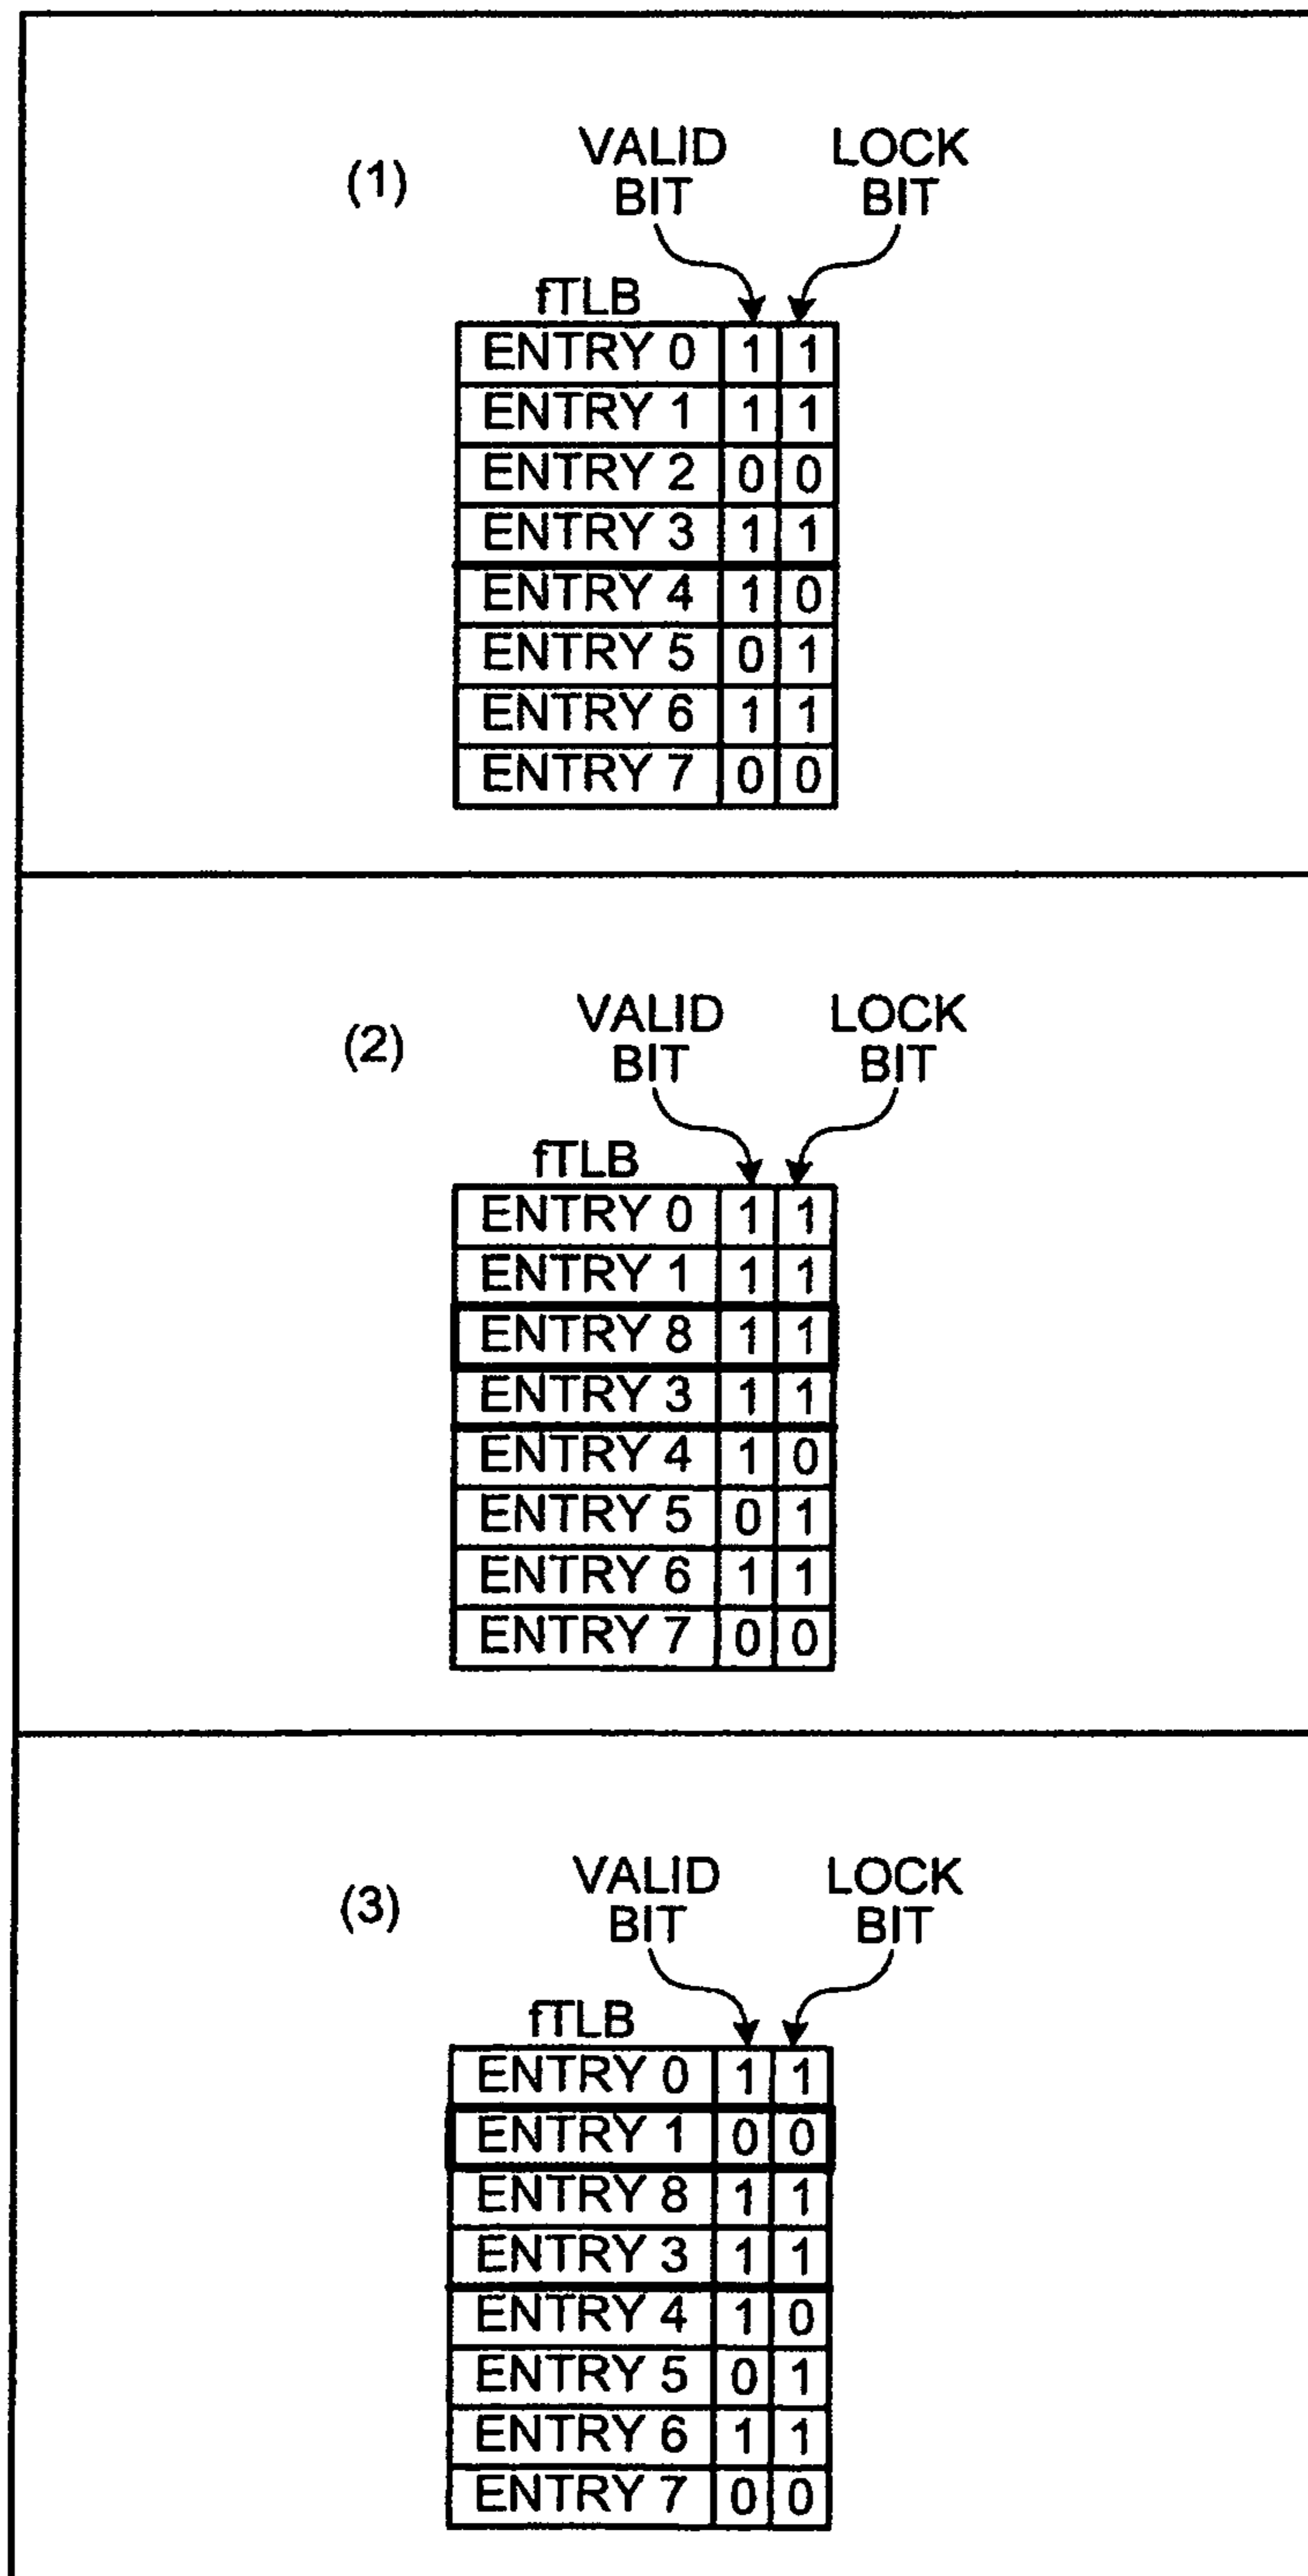 (1)
VALID BIT
LOCK BIT
fTLB
ENTRY 0 1 1
ENTRY 1 1 1
ENTRY 2 0 0
ENTRY 3 1 1
ENTRY 4 1 0
ENTRY 5 0 1
ENTRY 6 1 1
ENTRY 7 0 0
(2)
VALID BIT
LOCK BIT
fTLB
ENTRY 0 1 1
ENTRY 1 1 1
ENTRY 8 1 1
ENTRY 3 1 1
ENTRY 4 1 0
ENTRY 5 0 1
ENTRY 6 1 1
ENTRY 7 0 0
(3)
VALID BIT
LOCK BIT
fTLB
ENTRY 0 1 1
ENTRY 1 0 0
ENTRY 8 1 1
ENTRY 3 1 1
ENTRY 4 1 0
ENTRY 5 0 1
ENTRY 6 1 1
ENTRY 7 0 0